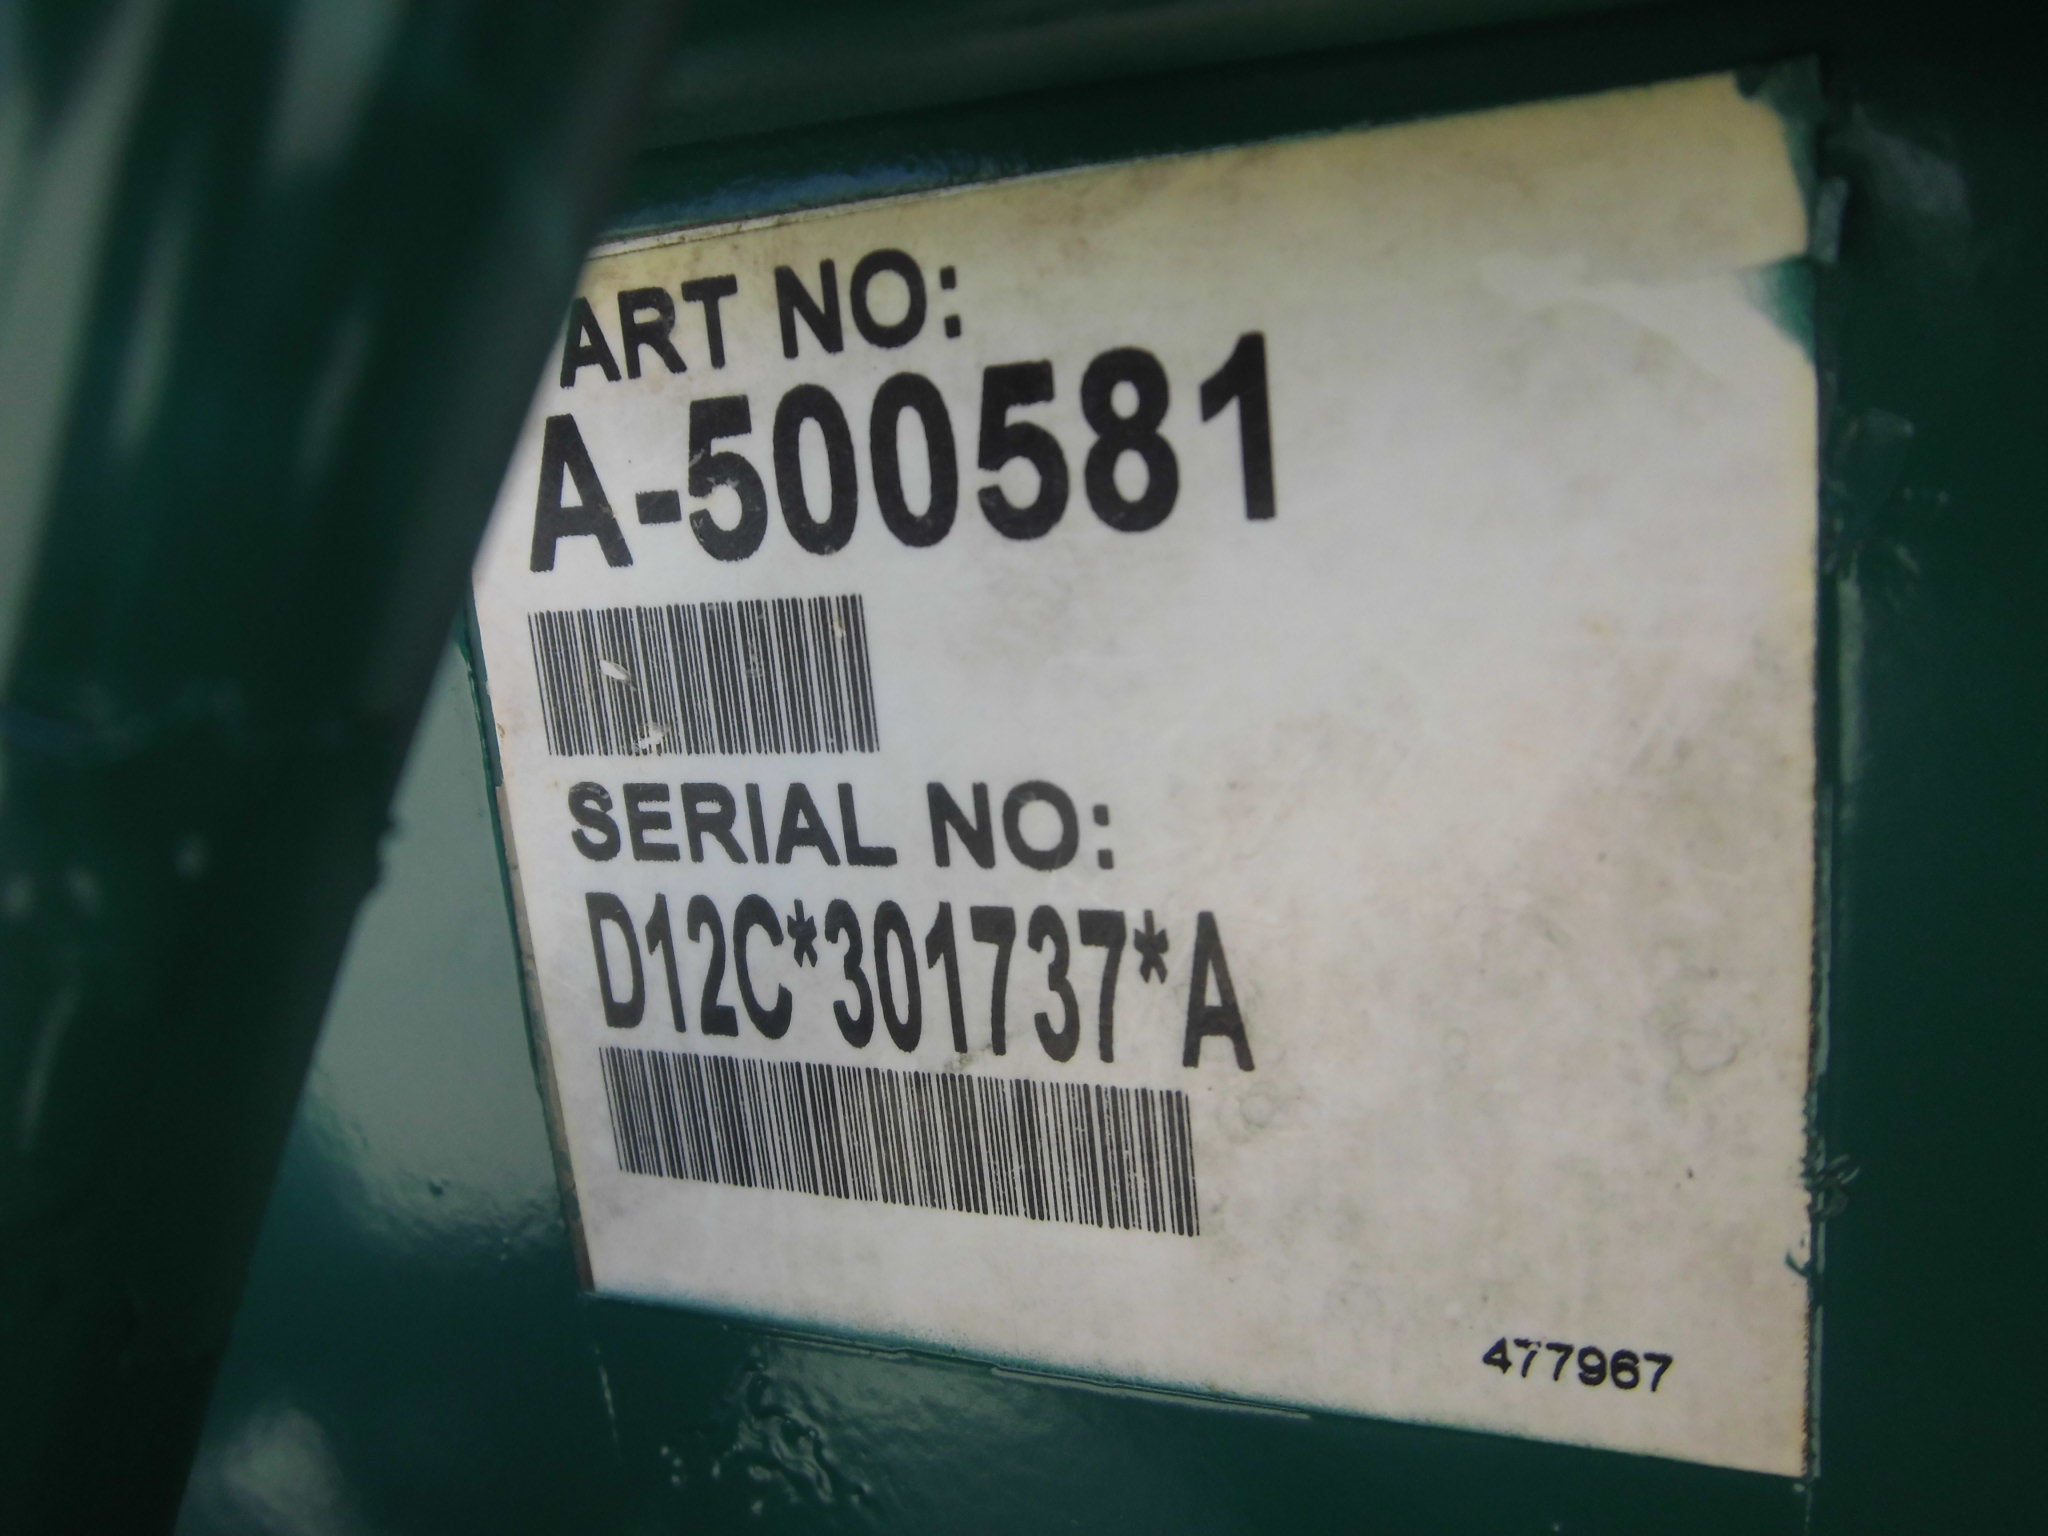 ART NO:
A-500581
SERIAL NO:
D12C*301737*A
477967